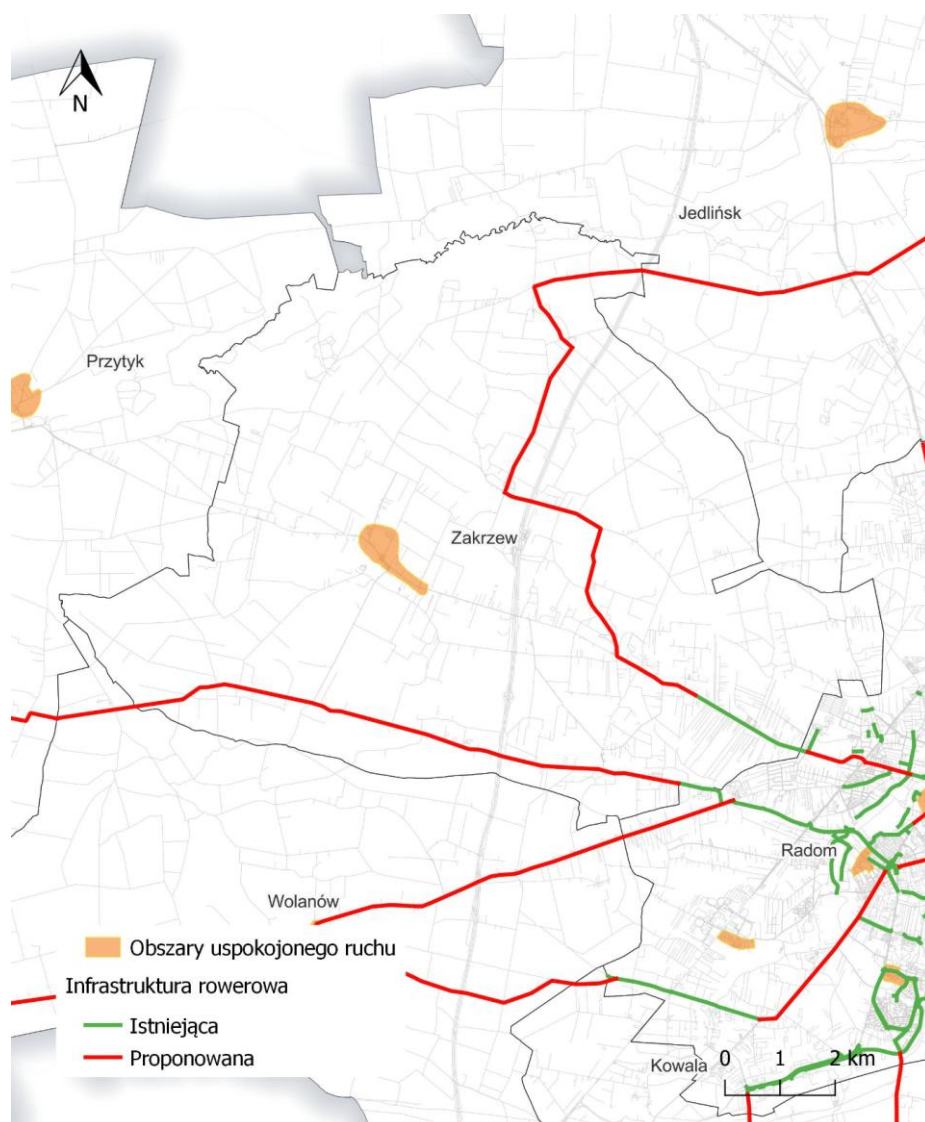 N
Jedlińsk
Przytyk
Zakrzew
Radom
Wolanów
Obszary uspokojonego ruchu
Infrastruktura rowerowa
Istniejąca
Proponowana
Kowala
0 1 2 km